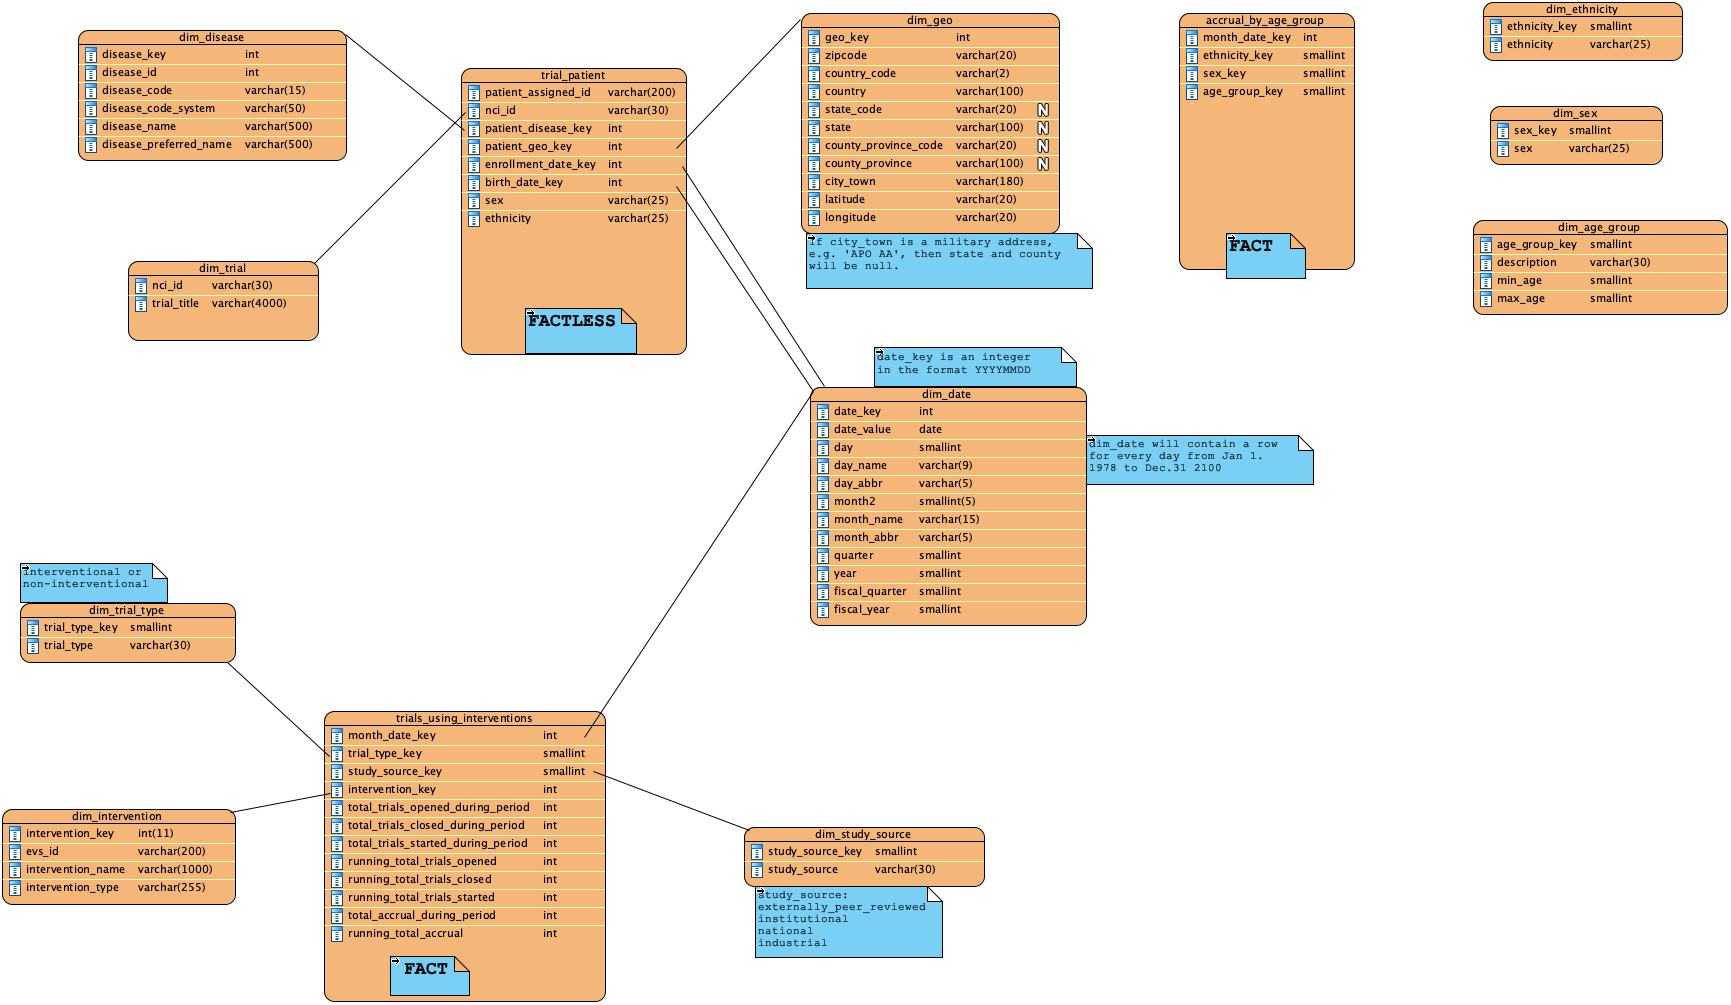 dim_disease
disease_key int
disease_id int
disease_code varchar(15)
disease_code_system varchar(50)
disease_name varchar(500)
disease_preferred_name varchar(500)
trial_patient
patient_assigned_id varchar(200)
nci_id varchar(30)
patient_disease_key int
patient_geo_key int
enrollment_date_key int
birth_date_key int
sex varchar(25)
ethnicity varchar(25)
FACTLESS
dim_geo
geo_key int
zipcode varchar(20)
country_code varchar(2)
country varchar(100)
state_code varchar(20) N
state varchar(100) N
county_province_code varchar(20) N
county_province varchar(100) N
city_town varchar(180)
latitude varchar(20)
longitude varchar(20)
If city_town is a military address,
e.g. 'APO AA', then state and county
will be null.
accrual_by_age_group
month_date_key int
ethnicity_key smallint
sex_key smallint
age_group_key smallint
FACT
dim_ethnicity
ethnicity_key smallint
ethnicity varchar(25)
dim_sex
sex_key smallint
sex varchar(25)
dim_age_group
age_group_key smallint
description varchar(30)
min_age smallint
max_age smallint
dim_trial
nci_id varchar(30)
trial_title varchar(4000)
date_key is an integer
in the format YYYYMMDD
dim_date
date_key int
date_value date
day smallint
day_name varchar(9)
day_abbr varchar(5)
month2 smallint(5)
month_name varchar(15)
month_abbr varchar(5)
quarter smallint
year smallint
fiscal_quarter smallint
fiscal_year smallint
dim_date will contain a row
for every day from Jan 1.
1978 to Dec.31 2100
interventional or
non-interventional
dim_trial_type
trial_type_key smallint
trial_type varchar(30)
trials_using_interventions
month_date_key int
trial_type_key smallint
study_source_key smallint
intervention_key int
total_trials_opened_during_period int
total_trials_closed_during_period int
total_trials_started_during_period int
running_total_trials_opened int
running_total_trials_closed int
running_total_trials_started int
total_accrual_during_period int
running_total_accrual int
FACT
dim_intervention
intervention_key int(11)
evs_id varchar(200)
intervention_name varchar(1000)
intervention_type varchar(255)
dim_study_source
study_source_key smallint
study_source varchar(30)
study_source:
externally_peer_reviewed
institutional
national
industrial